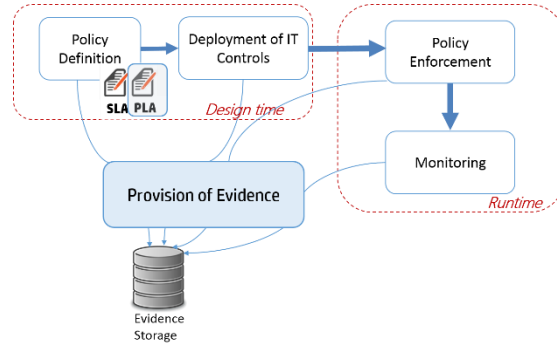 Policy
Definition
SLA
PLA
Deployment of IT
Controls
Design time
Policy
Enforcement
Monitoring
Runtime
Provision of Evidence
Evidence
Storage